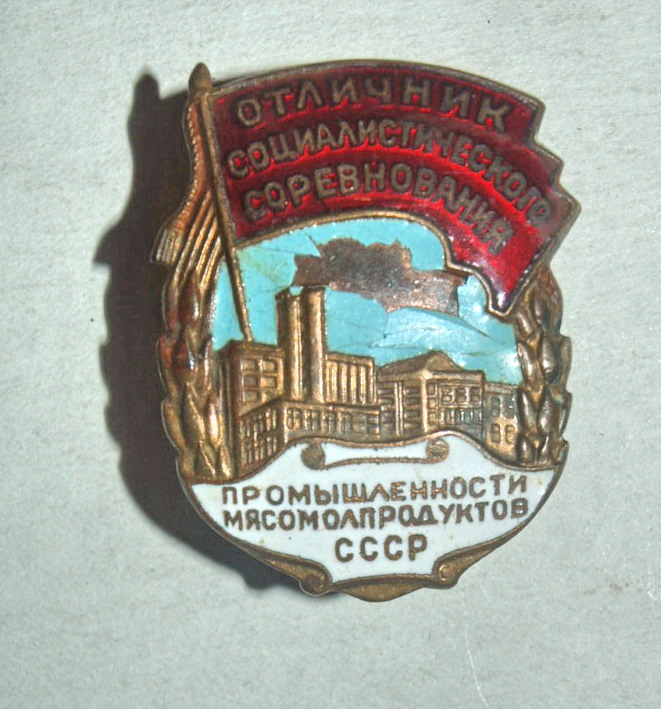 ОТЛИЧНИК
СОЦИАЛИСТИЧЕСКОГО
СОРЕВНОВАНИЯ
ПРОМЫШЛЕННОСТИ
МЯСОМОЛПРОДУКТОВ
СССР